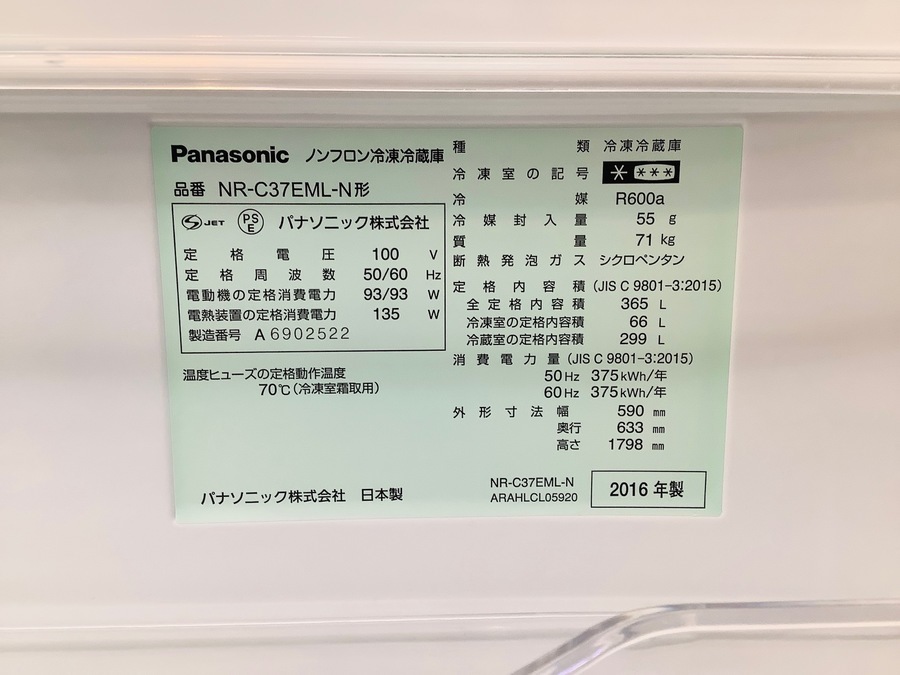 Panasonic ノンフロン冷凍冷蔵庫
品番 NR-C37EML-N形
S JET PSE パナソニック株式会社
定格電圧 100 V
定格周波数 50/60 Hz
電動機の定格消費電力 93/93 W
電熱装置の定格消費電力 135 W
製造番号 A 6902522
温度ヒューズの定格動作温度
70℃(冷凍室霜取用)
パナソニック株式会社 日本製
種類 冷凍冷蔵庫
冷凍室の記号 * ***
冷媒 R600a
冷媒封入量 55 g
質量 71 kg
断熱発泡ガス シクロペンタン
定格内容積 (JIS C 9801-3:2015)
全定格内容積 365 L
冷凍室の定格内容積 66 L
冷蔵室の定格内容積 299 L
消費電力量 (JIS C 9801-3:2015)
50Hz 375kWh/年
60Hz 375kWh/年
外形寸法幅 590 mm
奥行 633 mm
高さ 1798 mm
NR-C37EML-N
ARAHLCL05920
2016年製